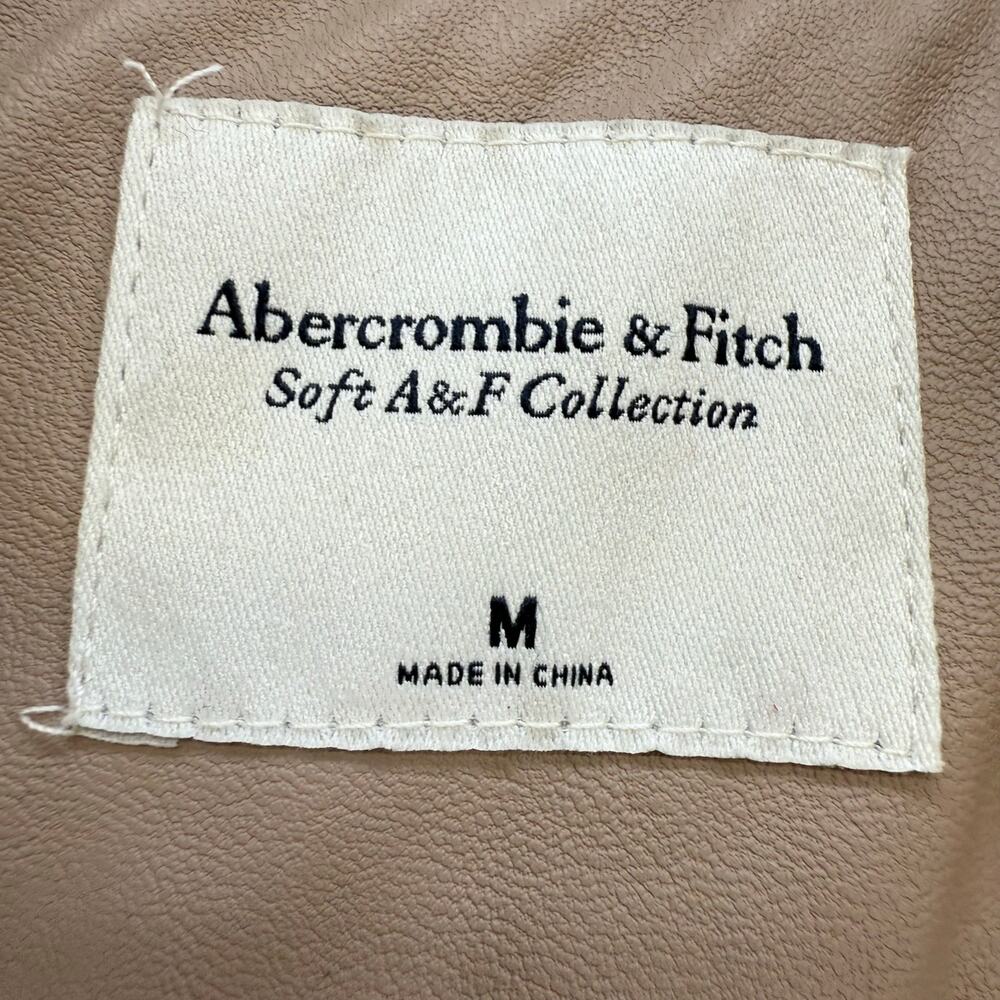 Abercrombie & Fitch
Soft A&F Collection
M
MADE IN CHINA